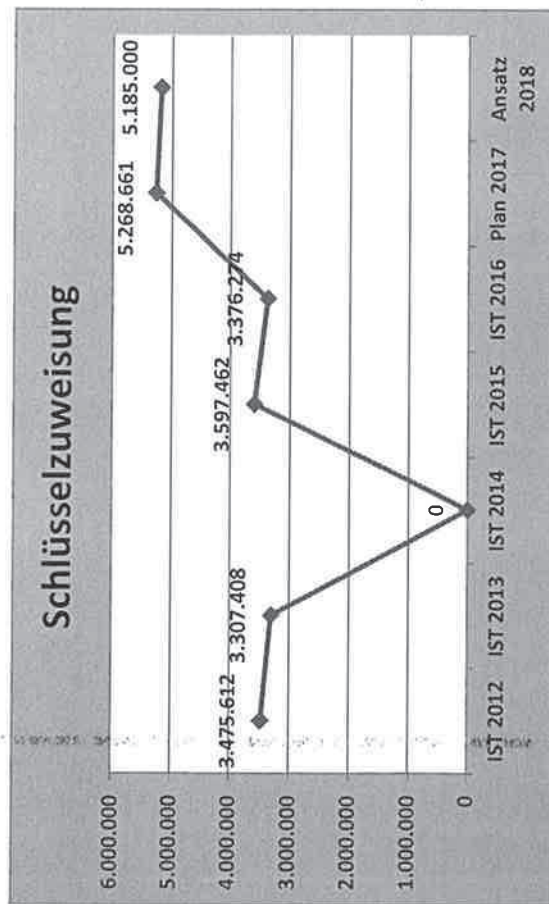 Schlüsselzuweisung
6.000.000
5.000.000
4.000.000
3.000.000
2.000.000
1.000.000
0
3.475.612
3.307.408
0
3.597.462
3.376.274
5.268.661
5.185.000
IST 2012
IST 2013
IST 2014
IST 2015
IST 2016
Plan 2017
Ansatz
2018